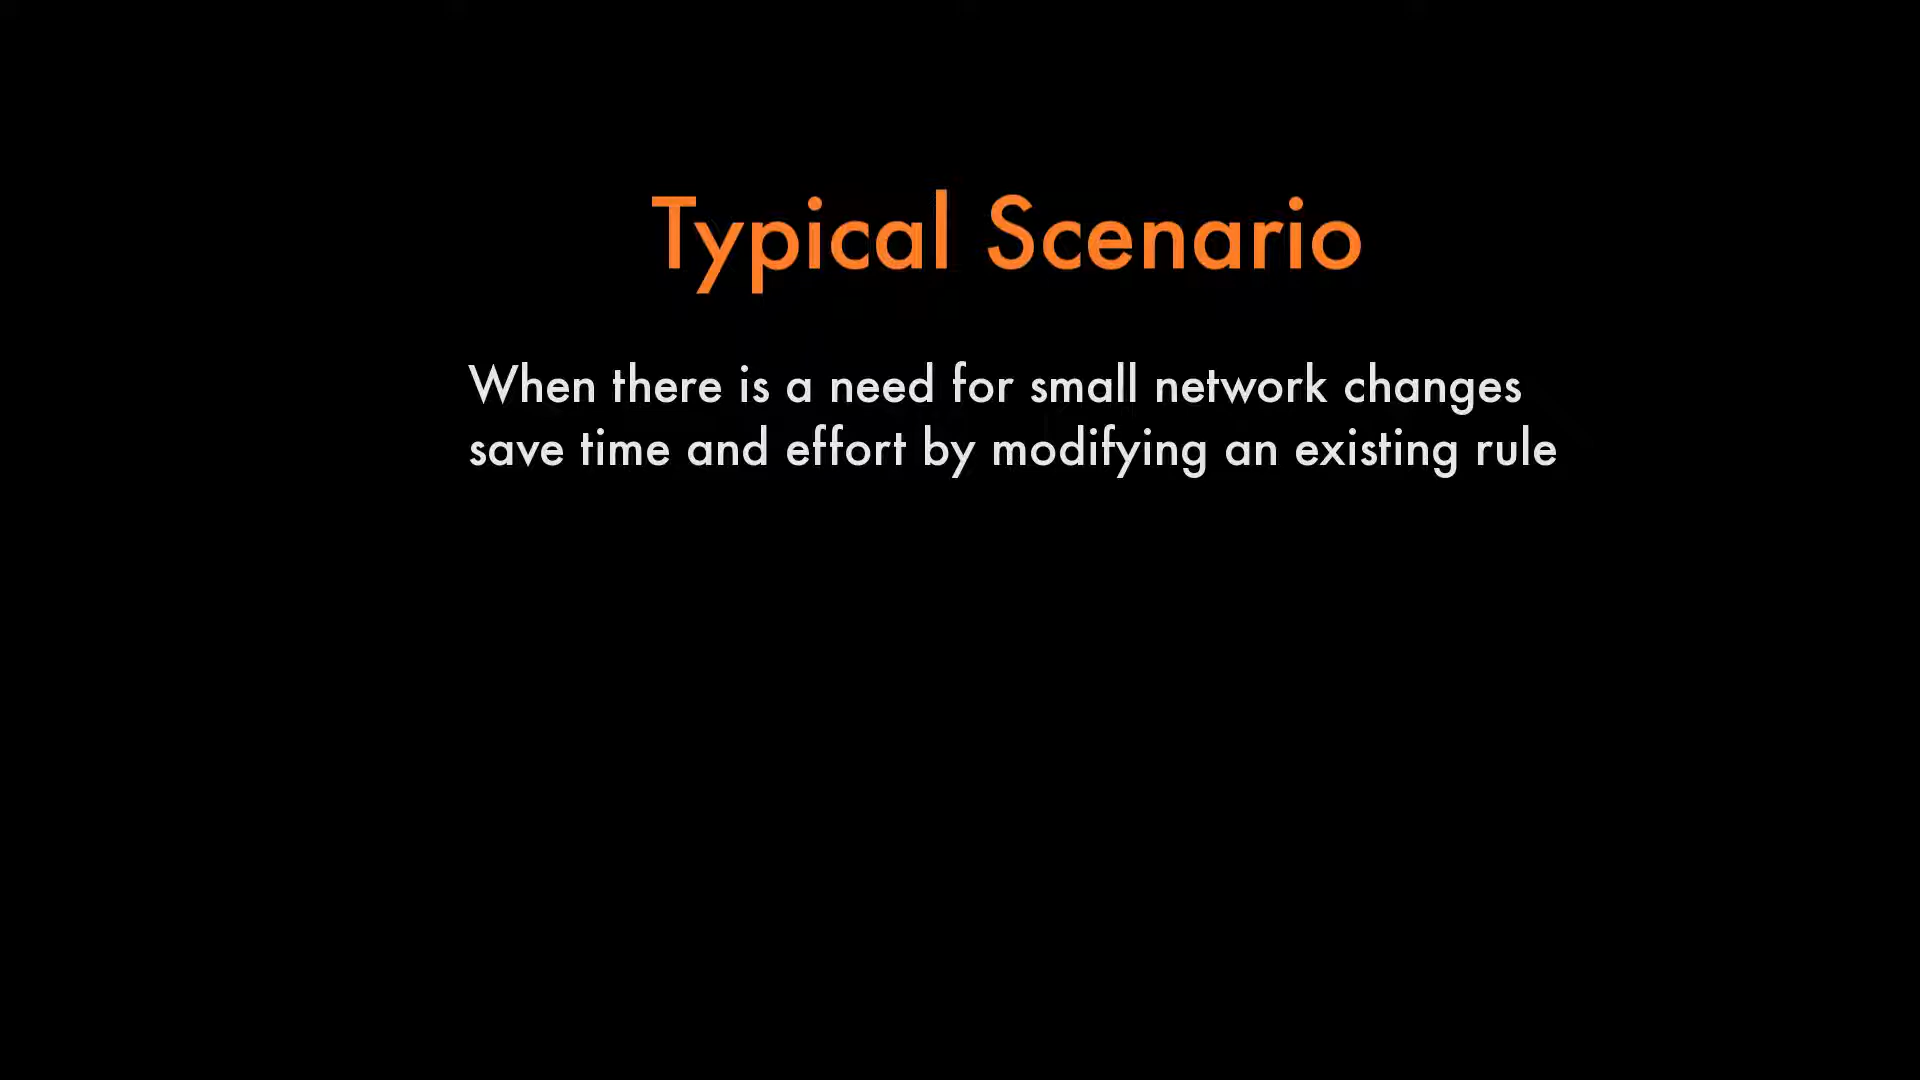 Typical Scenario
When there is a need for small network changes
save time and effort by modifying an existing rule